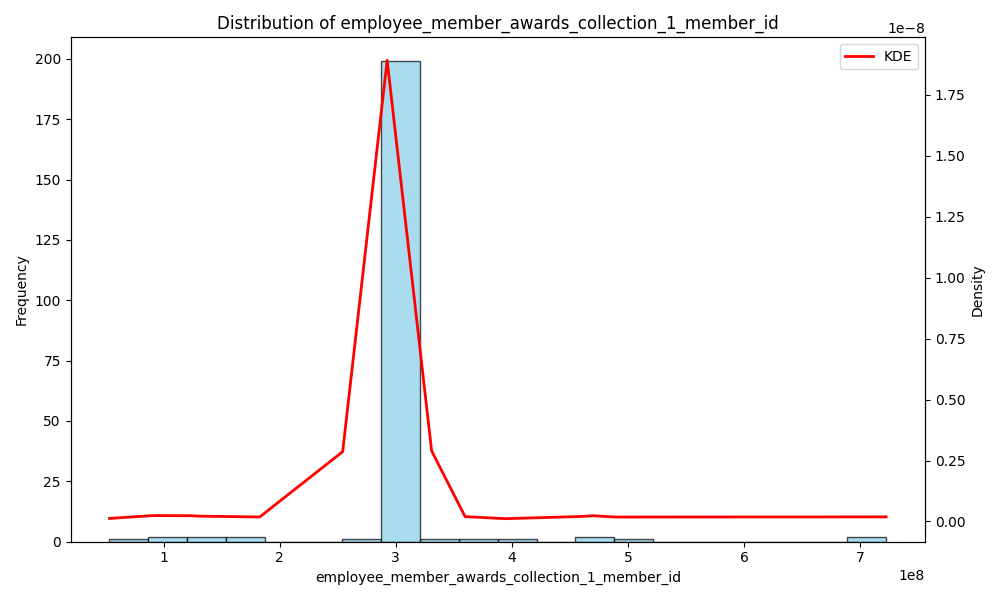 Distribution of employee_member_awards_collection_1_member_id
1e−8
KDE
200
175
150
125
100
75
50
25
0
Frequency
1.75
1.50
1.25
1.00
0.75
0.50
0.25
0.00
Density
1 2 3 4 5 6 7
1e8
employee_member_awards_collection_1_member_id